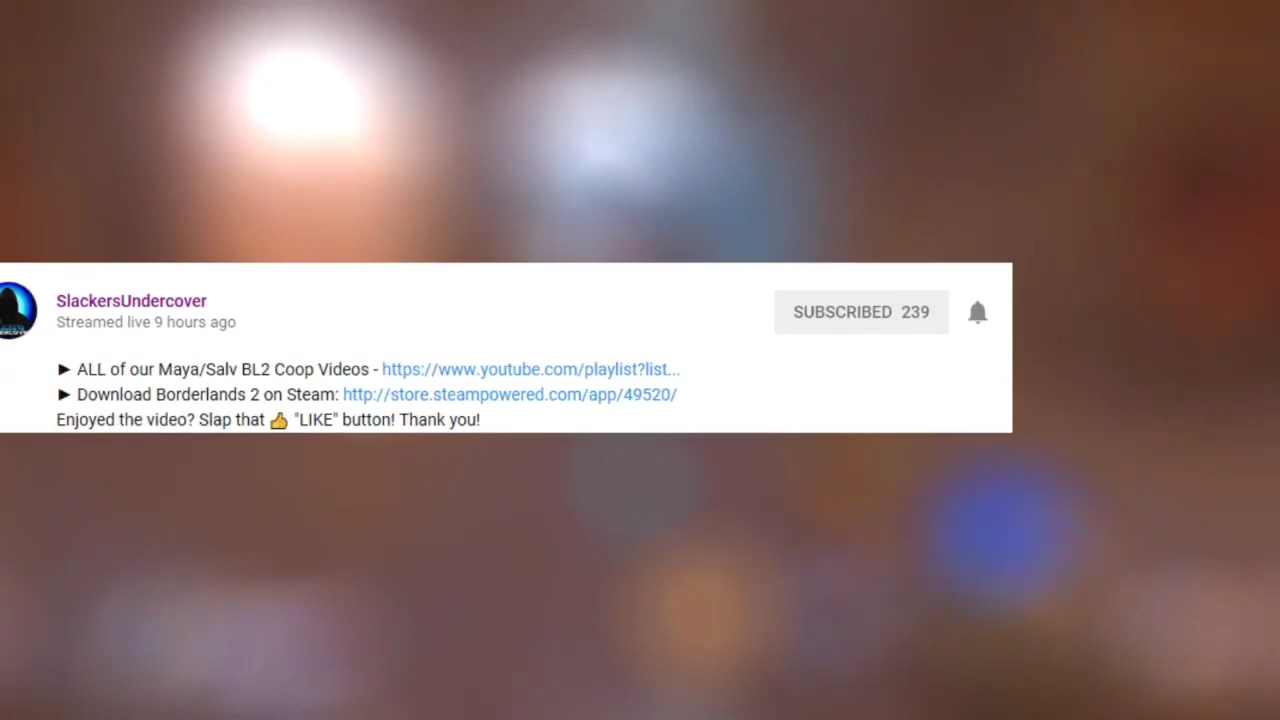 SlackersUndercover
Streamed live 9 hours ago
SUBSCRIBED 239
► ALL of our Maya/Salv BL2 Coop Videos - https://www.youtube.com/playlist?list...
► Download Borderlands 2 on Steam: http://store.steampowered.com/app/49520/
Enjoyed the video? Slap that 👍 "LIKE" button! Thank you!